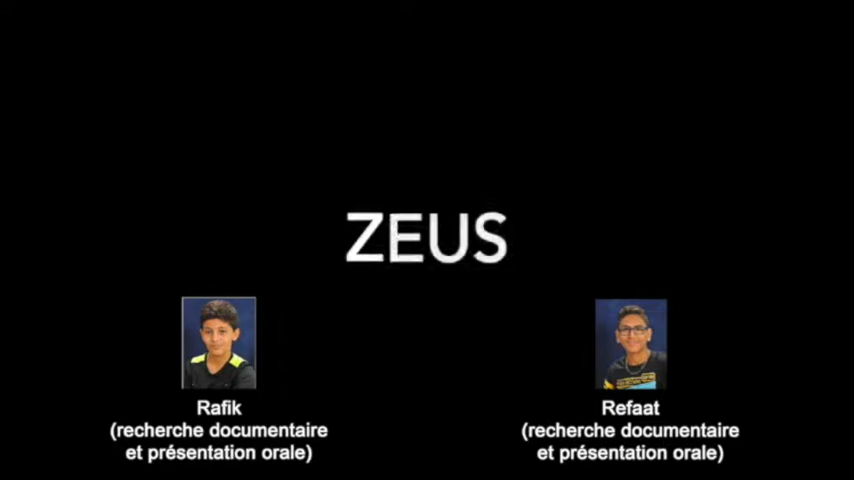 ZEUS
Rafik
(recherche documentaire
et présentation orale)
Refaat
(recherche documentaire
et présentation orale)